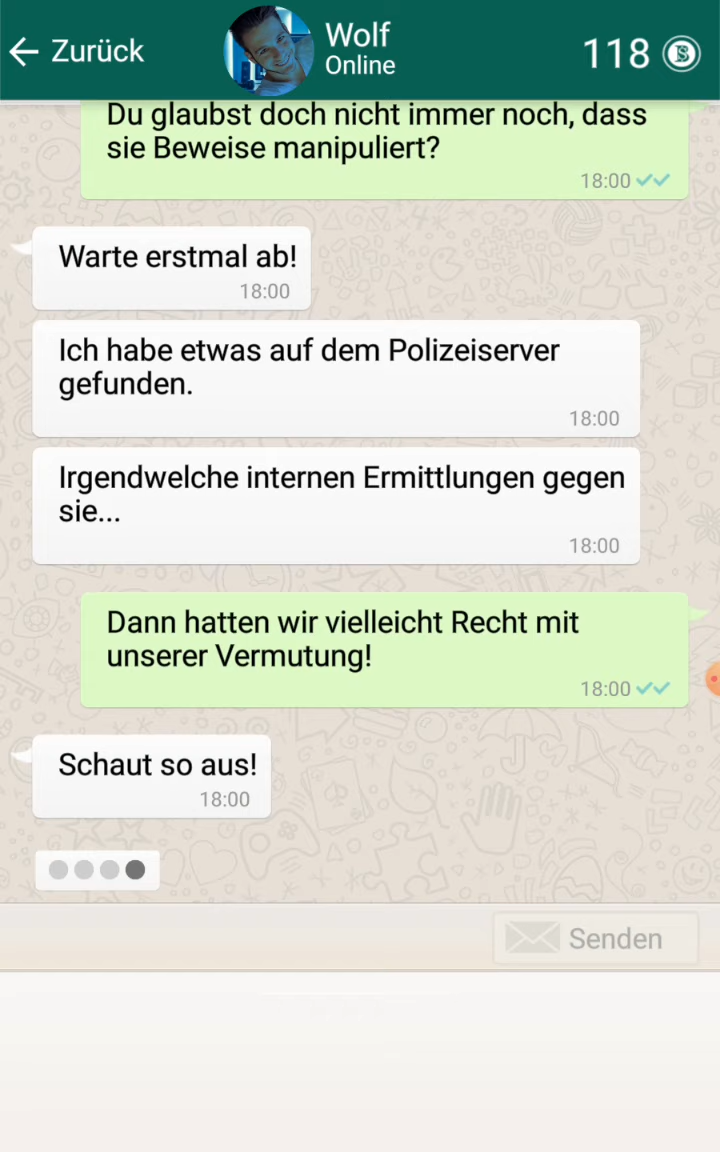 Zurück
Wolf
Online
118
Du glaubst doch nicht immer noch, dass
sie Beweise manipuliert?
18:00
Warte erstmal ab!
18:00
Ich habe etwas auf dem Polizeiserver
gefunden.
18:00
Irgendwelche internen Ermittlungen gegen
sie...
18:00
Dann hatten wir vielleicht Recht mit
unserer Vermutung!
18:00
Schaut so aus!
18:00
Senden